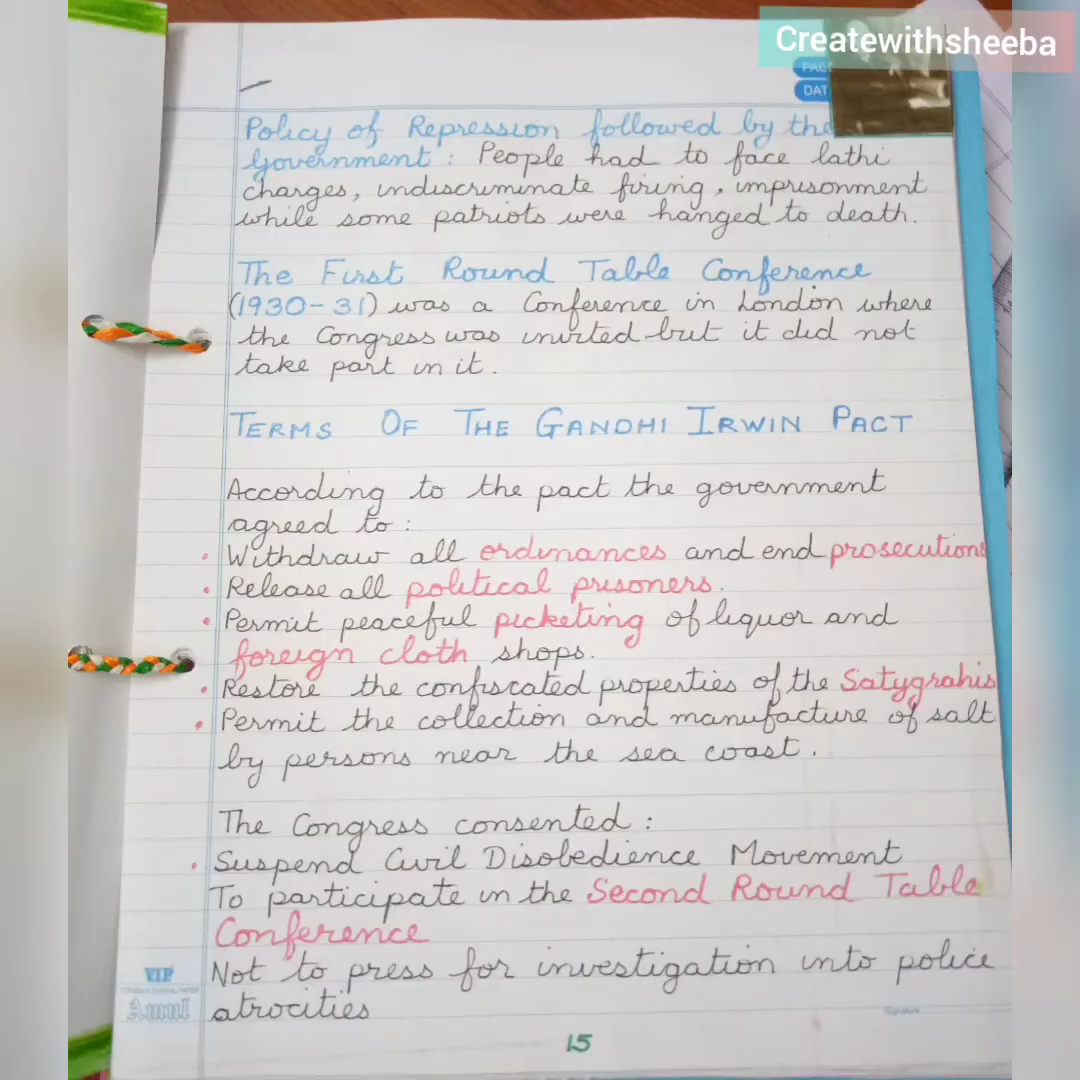 Createwithsheeba
PAG
DAT
Policy of Repression followed by the
government: People had to face lathi
charges, indiscriminate firing, imprisonment
while some patriots were hanged to death.
The First Round Table Conference
(1930-31) was a Conference in London where
the Congress was invited but it did not
take part in it.
TERMS OF THE GANDHI IRWIN PACT
According to the pact the government
agreed to:
• Withdraw all ordinances and end prosecutions
• Release all political prisoners.
• Permit peaceful picketing of liquor and
foreign cloth shops.
• Restore the confiscated properties of the Satygrahis
• Permit the collection and manufacture of salt
by persons near the sea coast.
The Congress consented:
• Suspend Civil Disobedience Movement
To participate in the Second Round Table
Conference
Not to press for investigation into police
atrocities
VIP
Amul
Signature
15